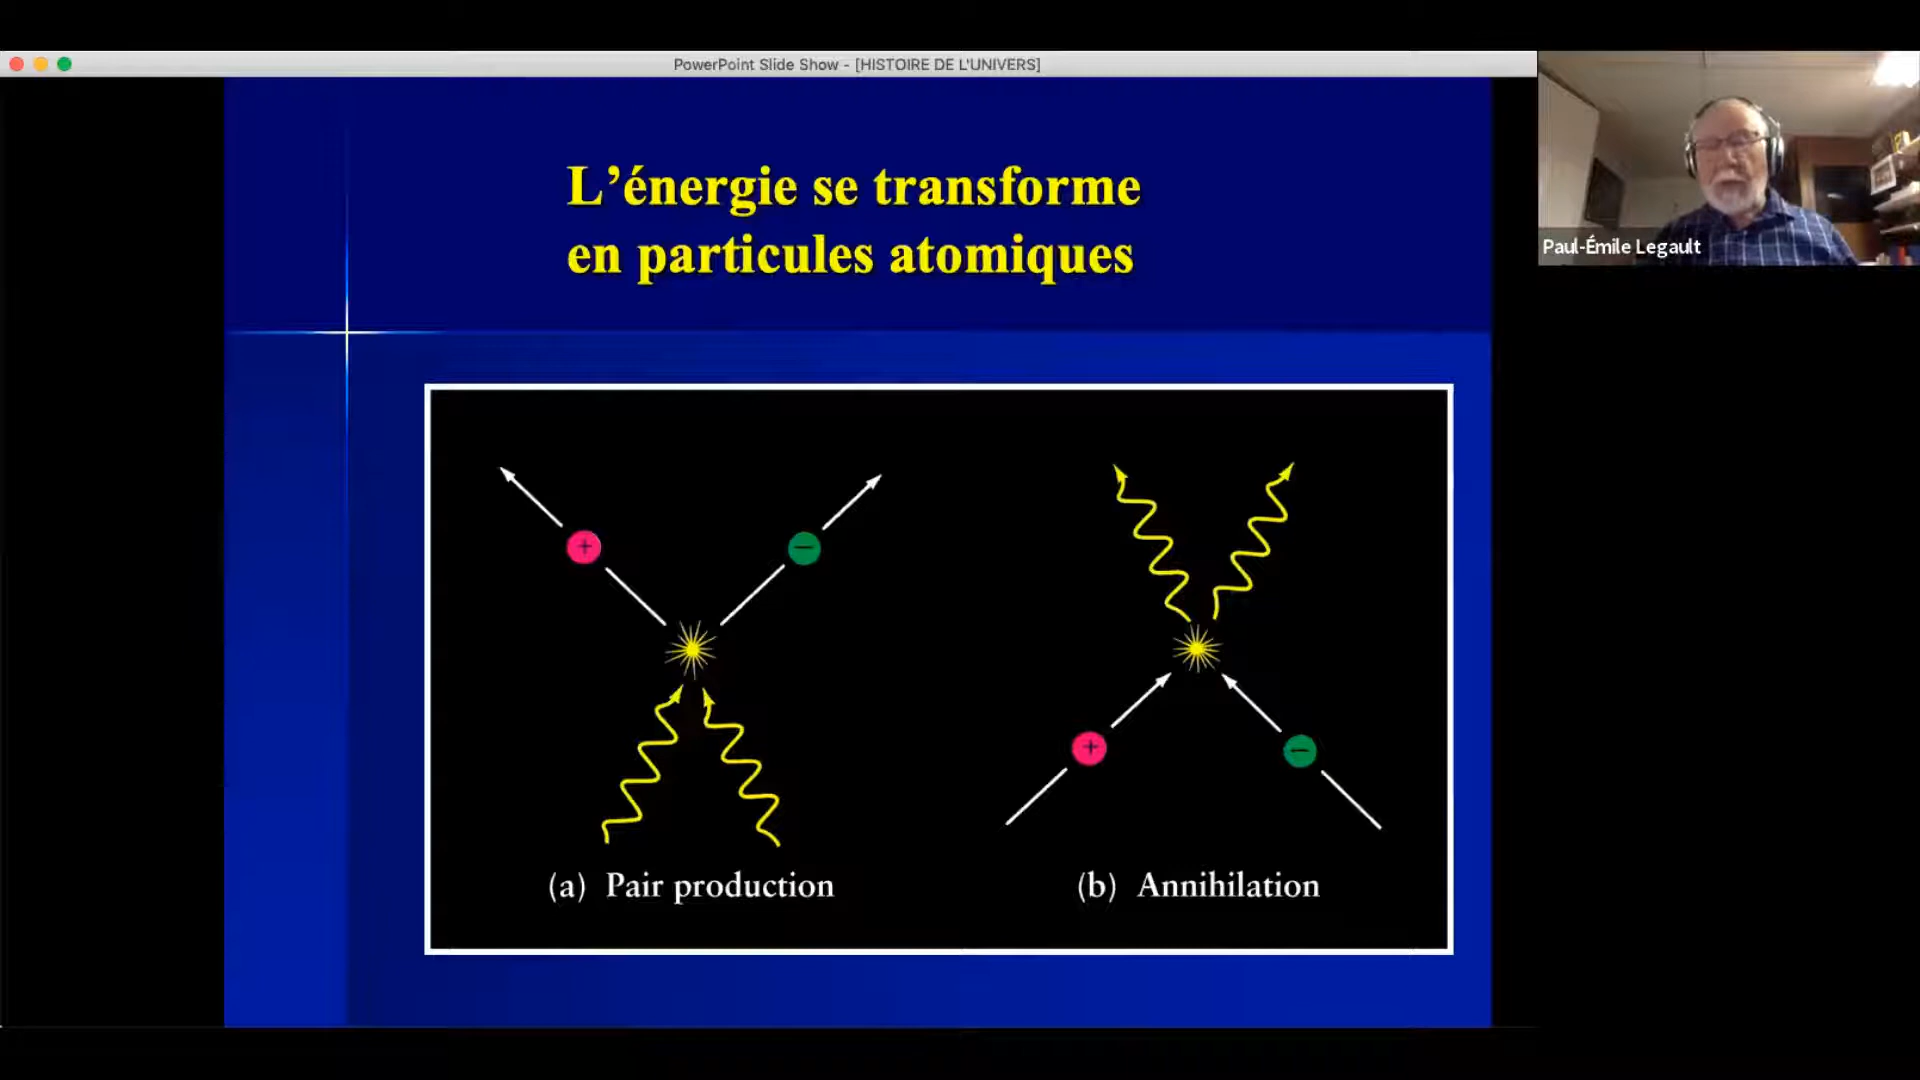 PowerPoint Slide Show - [HISTOIRE DE L'UNIVERS]
L’énergie se transforme
en particules atomiques
+
−
+
−
(a) Pair production
(b) Annihilation
Paul-Émile Legault